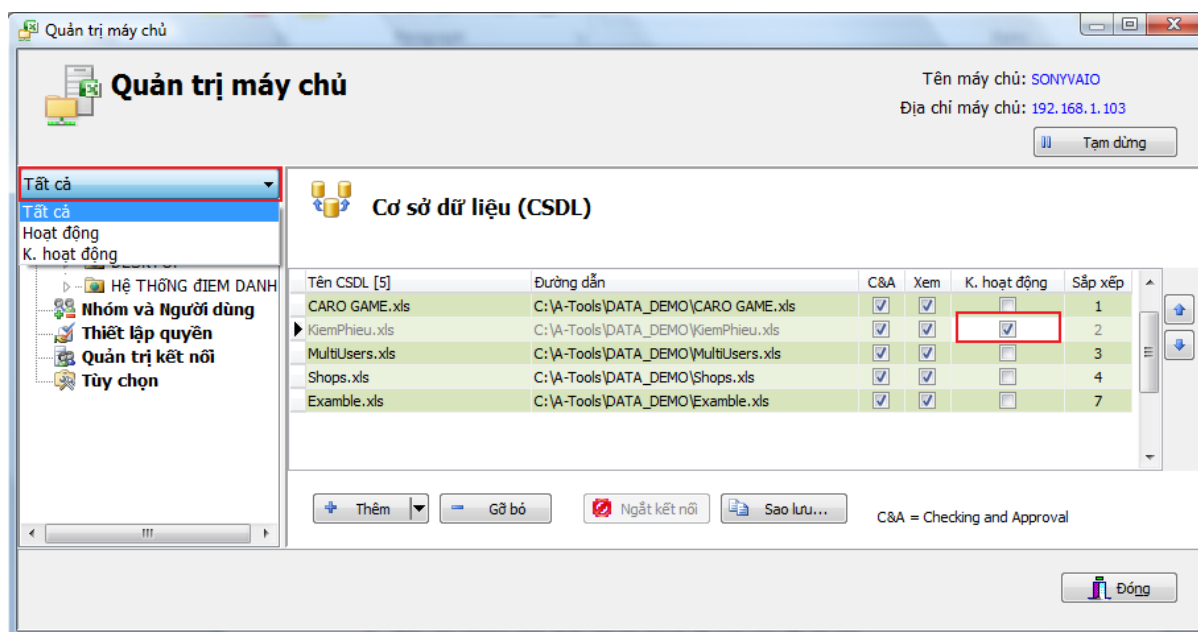 Quản trị máy chủ
Quản trị máy chủ
Tên máy chủ: SONYVAIO
Địa chỉ máy chủ: 192.168.1.103
Tạm dừng
Tất cả
Tất cả
Hoạt động
K. hoạt động
Hệ THốNG đIEM DANH
Nhóm và Người dùng
Thiết lập quyền
Quản trị kết nối
Tùy chọn
Cơ sở dữ liệu (CSDL)
Tên CSDL [5] Đường dẫn C&A Xem K. hoạt động Sắp xếp
CARO GAME.xls C:\A-Tools\DATA_DEMO\CARO GAME.xls 1
KiemPhieu.xls C:\A-Tools\DATA_DEMO\KiemPhieu.xls 2
MultiUsers.xls C:\A-Tools\DATA_DEMO\MultiUsers.xls 3
Shops.xls C:\A-Tools\DATA_DEMO\Shops.xls 4
Examble.xls C:\A-Tools\DATA_DEMO\Examble.xls 7
Thêm Gỡ bỏ Ngắt kết nối Sao lưu...
C&A = Checking and Approval
Đóng